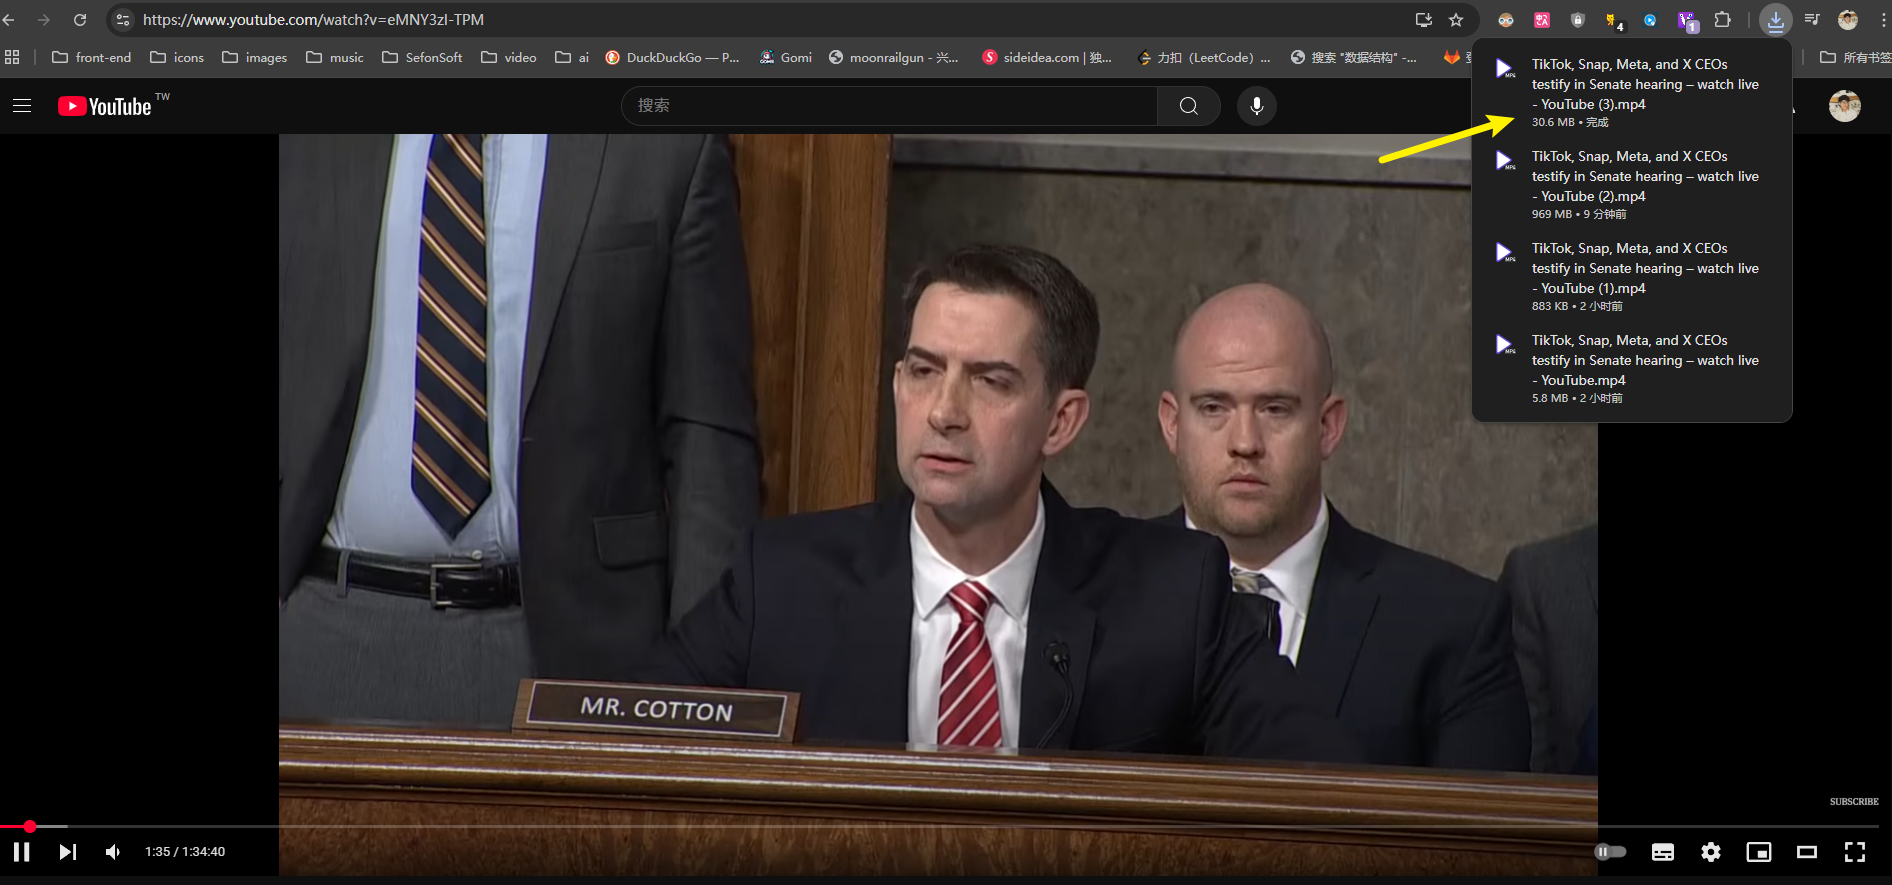 https://www.youtube.com/watch?v=eMNY3zI-TPM
4
1
front-end
icons
images
music
SefonSoft
video
ai
DuckDuckGo — P...
Gomi
moonrailgun - 兴...
sideidea.com | 独...
力扣（LeetCode）...
搜索 "数据结构" -...
所有书签
YouTube
TW
搜索
TikTok, Snap, Meta, and X CEOs
testify in Senate hearing – watch live
- YouTube (3).mp4
30.6 MB • 完成
TikTok, Snap, Meta, and X CEOs
testify in Senate hearing – watch live
- YouTube (2).mp4
969 MB • 9 分钟前
TikTok, Snap, Meta, and X CEOs
testify in Senate hearing – watch live
- YouTube (1).mp4
883 KB • 2 小时前
TikTok, Snap, Meta, and X CEOs
testify in Senate hearing – watch live
- YouTube.mp4
5.8 MB • 2 小时前
MR. COTTON
SUBSCRIBE
1:35 / 1:34:40